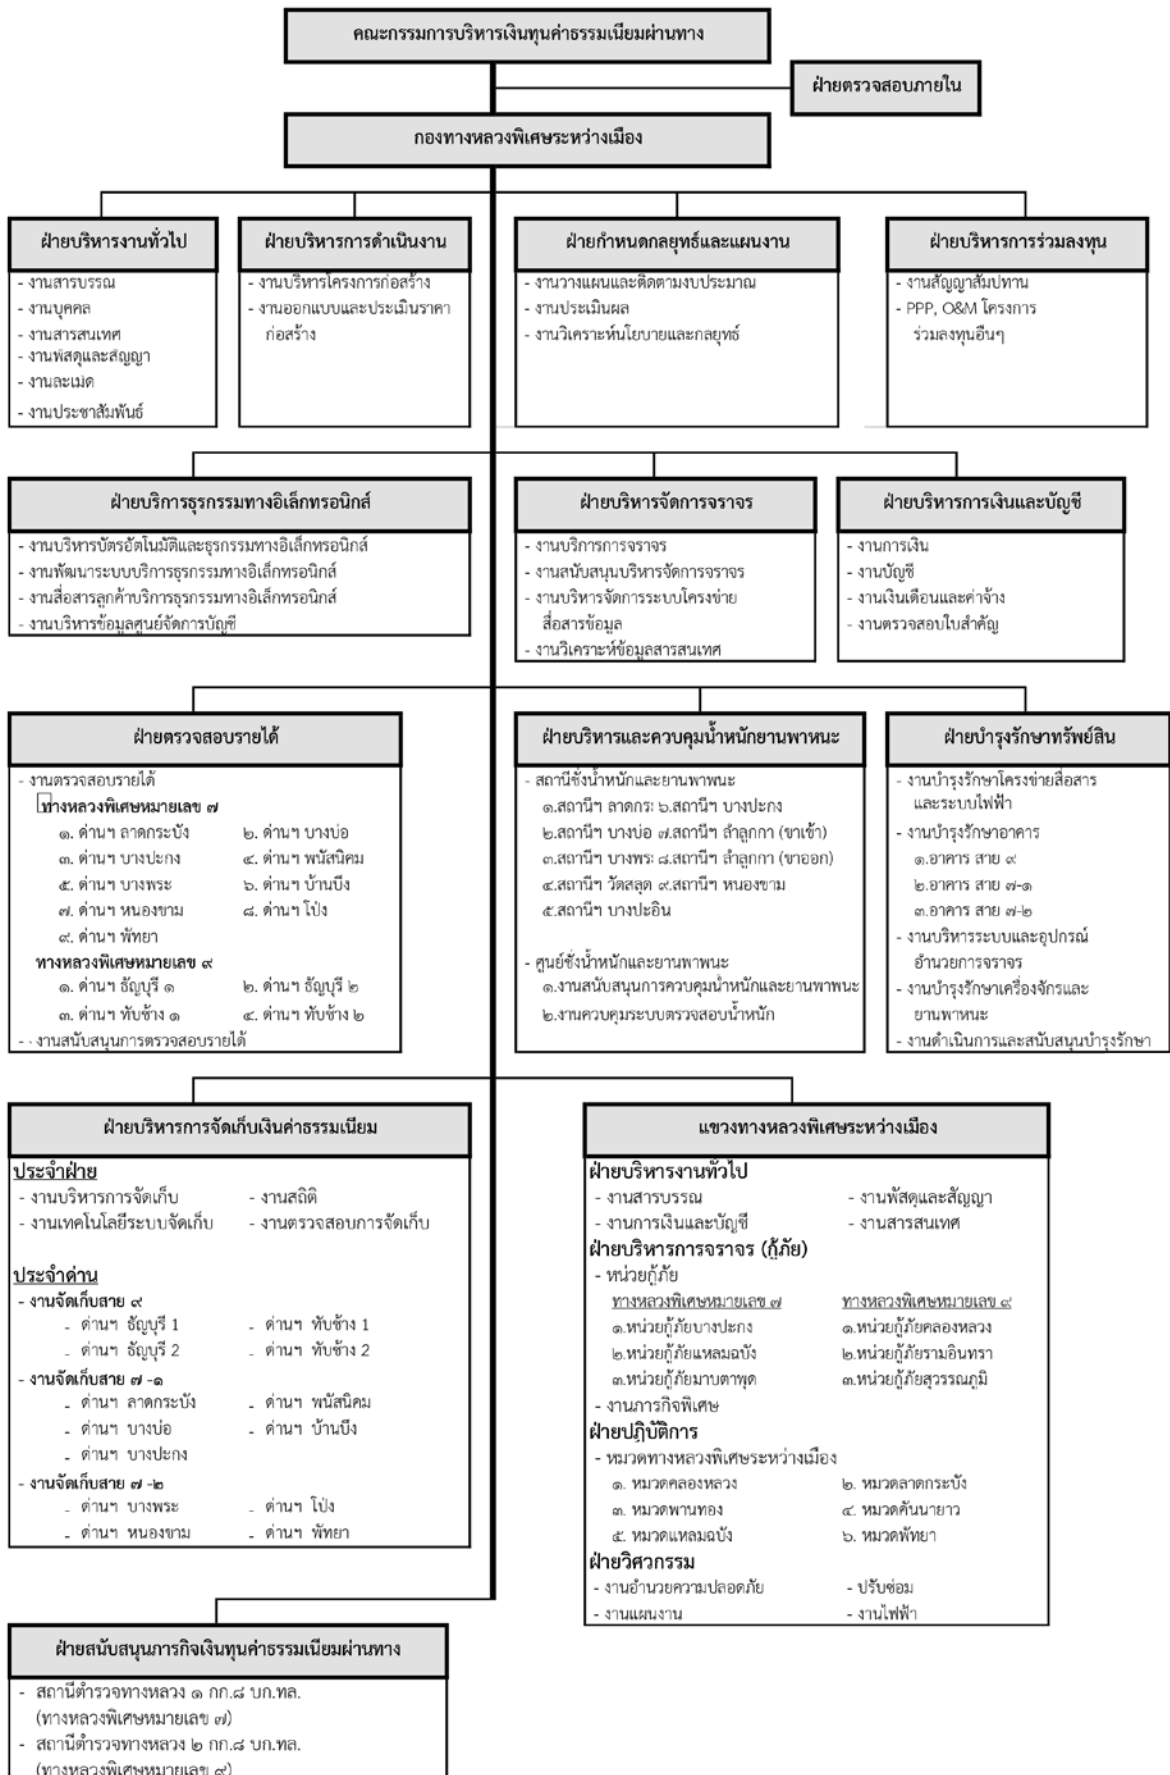 คณะกรรมการบริหารเงินทุนค่าธรรมเนียมผ่านทาง
ฝ่ายตรวจสอบภายใน
กองทางหลวงพิเศษระหว่างเมือง
ฝ่ายบริหารงานทั่วไป
- งานสารบรรณ
- งานบุคคล
- งานสารสนเทศ
- งานพัสดุและสัญญา
- งานละเมิด
- งานประชาสัมพันธ์
ฝ่ายบริหารการดำเนินงาน
- งานบริหารโครงการก่อสร้าง
- งานออกแบบและประเมินราคา
ก่อสร้าง
ฝ่ายกำหนดกลยุทธ์และแผนงาน
- งานวางแผนและติดตามงบประมาณ
- งานประเมินผล
- งานวิเคราะห์นโยบายและกลยุทธ์
ฝ่ายบริหารการร่วมลงทุน
- งานสัญญาสัมปทาน
- PPP, O&M โครงการ
ร่วมลงทุนอื่นๆ
ฝ่ายบริการธุรกรรมทางอิเล็กทรอนิกส์
- งานบริหารบัตรอัตโนมัติและธุรกรรมทางอิเล็กทรอนิกส์
- งานพัฒนาระบบบริการธุรกรรมทางอิเล็กทรอนิกส์
- งานสื่อสารลูกค้าบริการธุรกรรมทางอิเล็กทรอนิกส์
- งานบริหารข้อมูลศูนย์จัดการบัญชี
ฝ่ายบริหารจัดการจราจร
- งานบริการการจราจร
- งานสนับสนุนบริหารจัดการจราจร
- งานบริหารจัดการระบบโครงข่าย
สื่อสารข้อมูล
- งานวิเคราะห์ข้อมูลสารสนเทศ
ฝ่ายบริหารการเงินและบัญชี
- งานการเงิน
- งานบัญชี
- งานเงินเดือนและค่าจ้าง
- งานตรวจสอบใบสำคัญ
ฝ่ายตรวจสอบรายได้
- งานตรวจสอบรายได้
ทางหลวงพิเศษหมายเลข ๗
๑. ด่านฯ ลาดกระบัง ๒. ด่านฯ บางบ่อ
๓. ด่านฯ บางปะกง ๔. ด่านฯ พนัสนิคม
๕. ด่านฯ บางพระ ๖. ด่านฯ บ้านบึง
๗. ด่านฯ หนองขาม ๘. ด่านฯ โป่ง
๙. ด่านฯ พัทยา
ทางหลวงพิเศษหมายเลข ๙
๑. ด่านฯ ธัญบุรี ๑ ๒. ด่านฯ ธัญบุรี ๒
๓. ด่านฯ ทับช้าง ๑ ๔. ด่านฯ ทับช้าง ๒
- งานสนับสนุนการตรวจสอบรายได้
ฝ่ายบริหารและควบคุมน้ำหนักยานพาหนะ
- สถานีชั่งน้ำหนักและยานพาพนะ
๑.สถานีฯ ลาดกระ ๖.สถานีฯ บางปะกง
๒.สถานีฯ บางบ่อ ๗.สถานีฯ ลำลูกกา (ขาเข้า)
๓.สถานีฯ บางพระ ๘.สถานีฯ ลำลูกกา (ขาออก)
๔.สถานีฯ วัดสลุต ๙.สถานีฯ หนองขาม
๕.สถานีฯ บางปะอิน
- ศูนย์ชั่งน้ำหนักและยานพาพนะ
๑.งานสนับสนุนการควบคุมน้ำหนักและยานพาพนะ
๒.งานควบคุมระบบตรวจสอบน้ำหนัก
ฝ่ายบำรุงรักษาทรัพย์สิน
- งานบำรุงรักษาโครงข่ายสื่อสาร
และระบบไฟฟ้า
- งานบำรุงรักษาอาคาร
๑.อาคาร สาย ๙
๒.อาคาร สาย ๗-๑
๓.อาคาร สาย ๗-๒
- งานบริหารระบบและอุปกรณ์
อำนวยการจราจร
- งานบำรุงรักษาเครื่องจักรและ
ยานพาหนะ
- งานดำเนินการและสนับสนุนบำรุงรักษา
ฝ่ายบริหารการจัดเก็บเงินค่าธรรมเนียม
ประจำฝ่าย
- งานบริหารการจัดเก็บ - งานสถิติ
- งานเทคโนโลยีระบบจัดเก็บ - งานตรวจสอบการจัดเก็บ
ประจำด่าน
- งานจัดเก็บสาย ๙
- ด่านฯ ธัญบุรี 1 - ด่านฯ ทับช้าง 1
- ด่านฯ ธัญบุรี 2 - ด่านฯ ทับช้าง 2
- งานจัดเก็บสาย ๗ -๑
- ด่านฯ ลาดกระบัง - ด่านฯ พนัสนิคม
- ด่านฯ บางบ่อ - ด่านฯ บ้านบึง
- ด่านฯ บางปะกง
- งานจัดเก็บสาย ๗ -๒
- ด่านฯ บางพระ - ด่านฯ โป่ง
- ด่านฯ หนองขาม - ด่านฯ พัทยา
แขวงทางหลวงพิเศษระหว่างเมือง
ฝ่ายบริหารงานทั่วไป
- งานสารบรรณ - งานพัสดุและสัญญา
- งานการเงินและบัญชี - งานสารสนเทศ
ฝ่ายบริหารการจราจร (กู้ภัย)
- หน่วยกู้ภัย
ทางหลวงพิเศษหมายเลข ๗ ทางหลวงพิเศษหมายเลข ๙
๑.หน่วยกู้ภัยบางปะกง ๑.หน่วยกู้ภัยคลองหลวง
๒.หน่วยกู้ภัยแหลมฉบัง ๒.หน่วยกู้ภัยรามอินทรา
๓.หน่วยกู้ภัยมาบตาพุด ๓.หน่วยกู้ภัยสุวรรณภูมิ
- งานภารกิจพิเศษ
ฝ่ายปฏิบัติการ
- หมวดทางหลวงพิเศษระหว่างเมือง
๑. หมวดคลองหลวง ๒. หมวดลาดกระบัง
๓. หมวดพานทอง ๔. หมวดคันนายาว
๕. หมวดแหลมฉบัง ๖. หมวดพัทยา
ฝ่ายวิศวกรรม
- งานอำนวยความปลอดภัย - ปรับซ่อม
- งานแผนงาน - งานไฟฟ้า
ฝ่ายสนับสนุนภารกิจเงินทุนค่าธรรมเนียมผ่านทาง
- สถานีตำรวจทางหลวง ๑ กก.๘ บก.ทล.
(ทางหลวงพิเศษหมายเลข ๗)
- สถานีตำรวจทางหลวง ๒ กก.๘ บก.ทล.
(ทางหลวงพิเศษหมายเลข ๙)